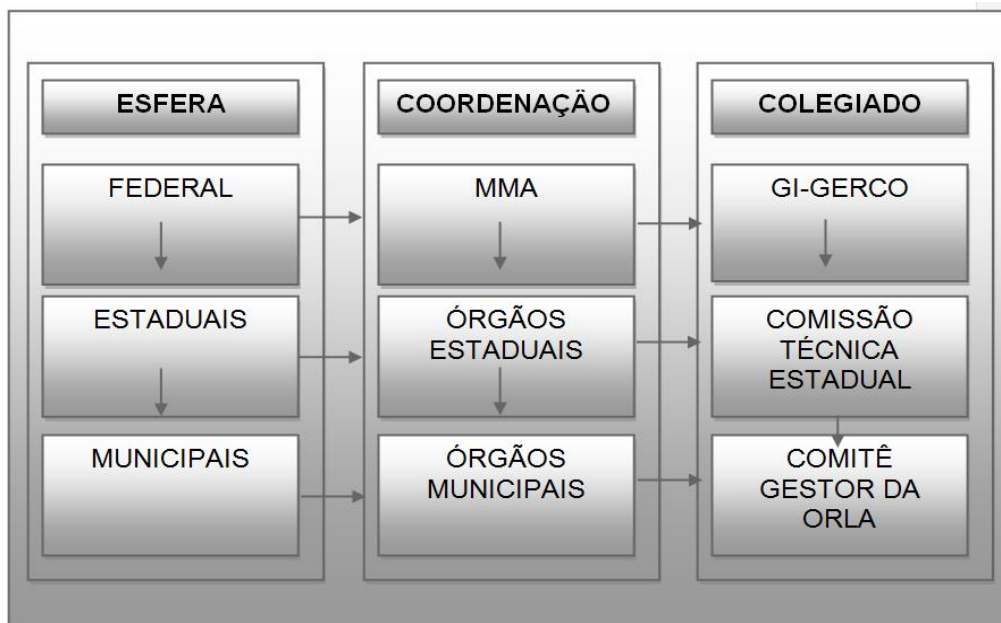 ESFERA
COORDENAÇÃO
COLEGIADO
FEDERAL
MMA
GI-GERCO
ESTADUAIS
ÓRGÃOS
ESTADUAIS
COMISSÃO
TÉCNICA
ESTADUAL
MUNICIPAIS
ÓRGÃOS
MUNICIPAIS
COMITÊ
GESTOR DA
ORLA